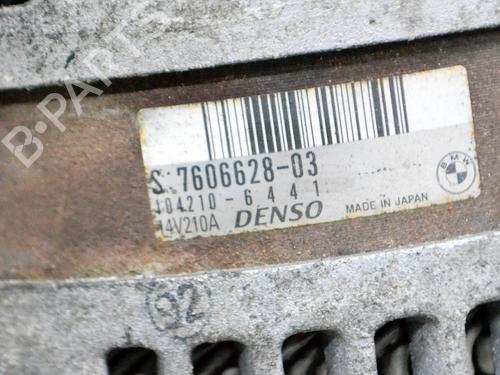 B-PARTS
S.7606628-03
104210-6441
14V210A DENSO MADE IN JAPAN
BMW
92